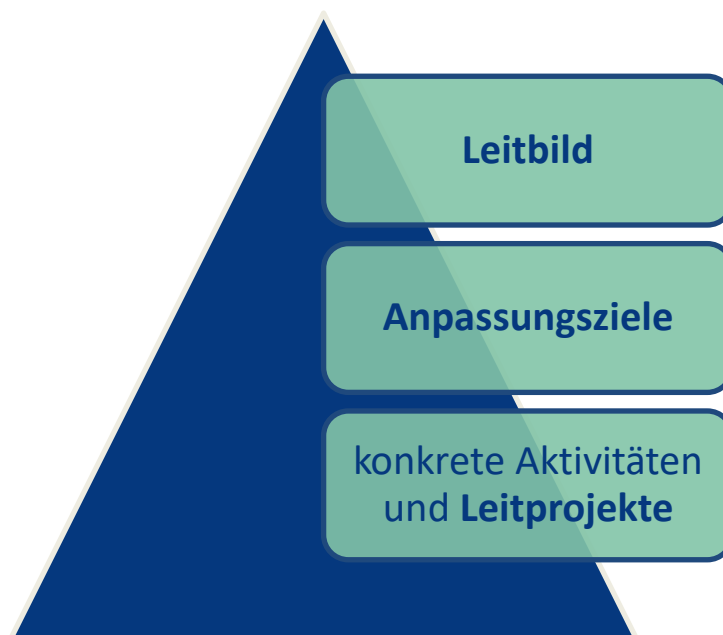 Leitbild
Anpassungsziele
konkrete Aktivitäten
und Leitprojekte